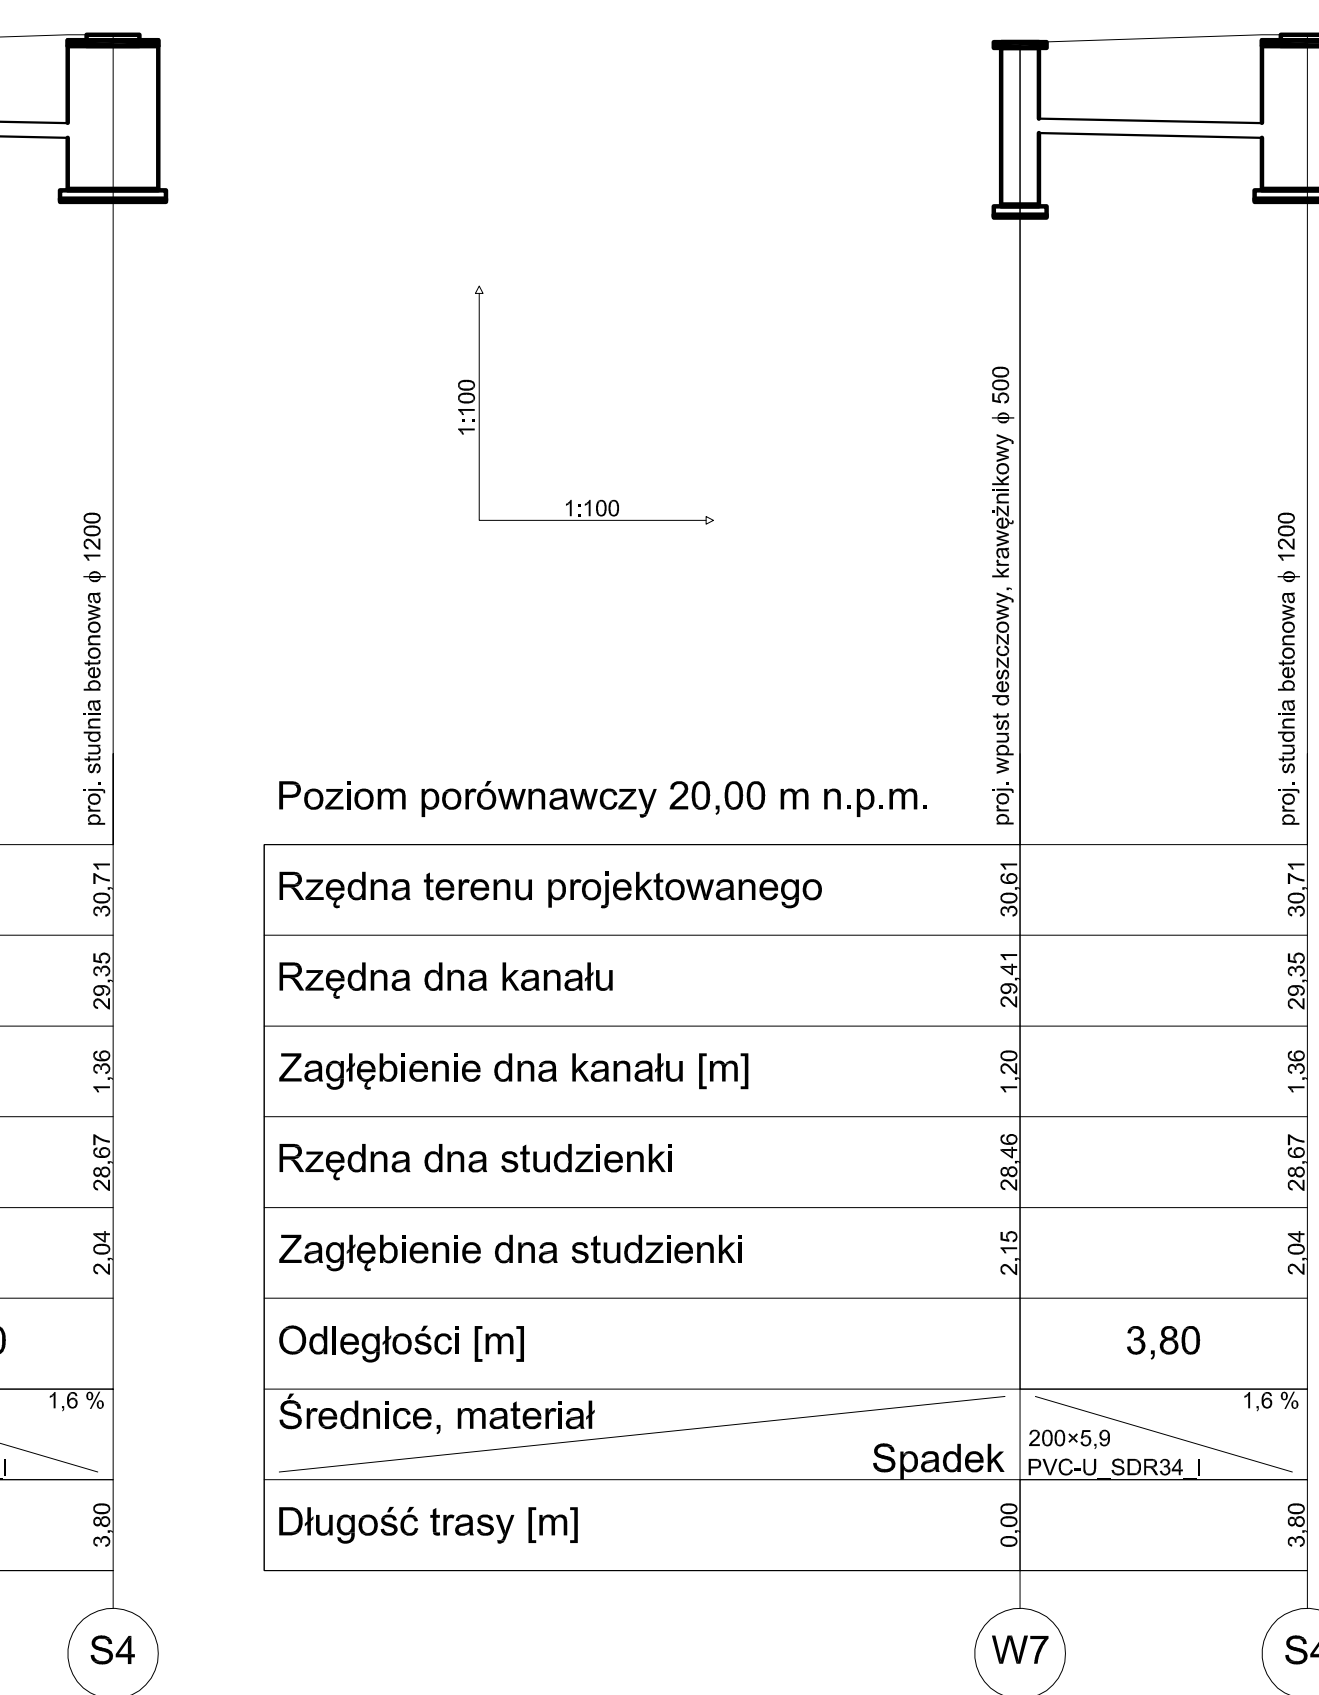 proj. studnia betonowa ϕ 1200
30,71
29,35
1,36
28,67
2,04
0
1,6 %
_I
3,80
S4
1:100
1:100
proj. wpust deszczowy, krawężnikowy ϕ 500
proj. studnia betonowa ϕ 1200
Poziom porównawczy 20,00 m n.p.m.
Rzędna terenu projektowanego 30,61 30,71
Rzędna dna kanału 29,41 29,35
Zagłębienie dna kanału [m] 1,20 1,36
Rzędna dna studzienki 28,46 28,67
Zagłębienie dna studzienki 2,15 2,04
Odległości [m] 3,80
Średnice, materiał 1,6 %
200×5,9
Spadek PVC-U_SDR34_I
Długość trasy [m] 0,00 3,80
W7 S4